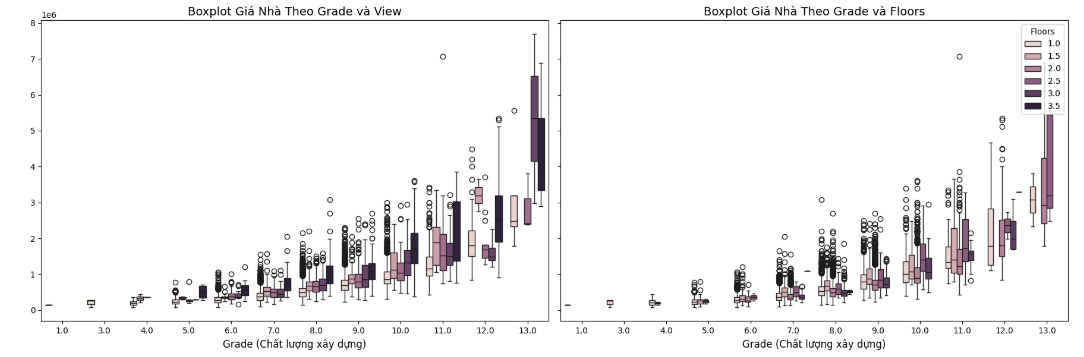 Boxplot Giá Nhà Theo Grade và View
1e6
8
7
6
5
4
3
2
1
0
1.0 3.0 4.0 5.0 6.0 7.0 8.0 9.0 10.0 11.0 12.0 13.0
Grade (Chất lượng xây dựng)
Boxplot Giá Nhà Theo Grade và Floors
Floors
1.0
1.5
2.0
2.5
3.0
3.5
1.0 3.0 4.0 5.0 6.0 7.0 8.0 9.0 10.0 11.0 12.0 13.0
Grade (Chất lượng xây dựng)